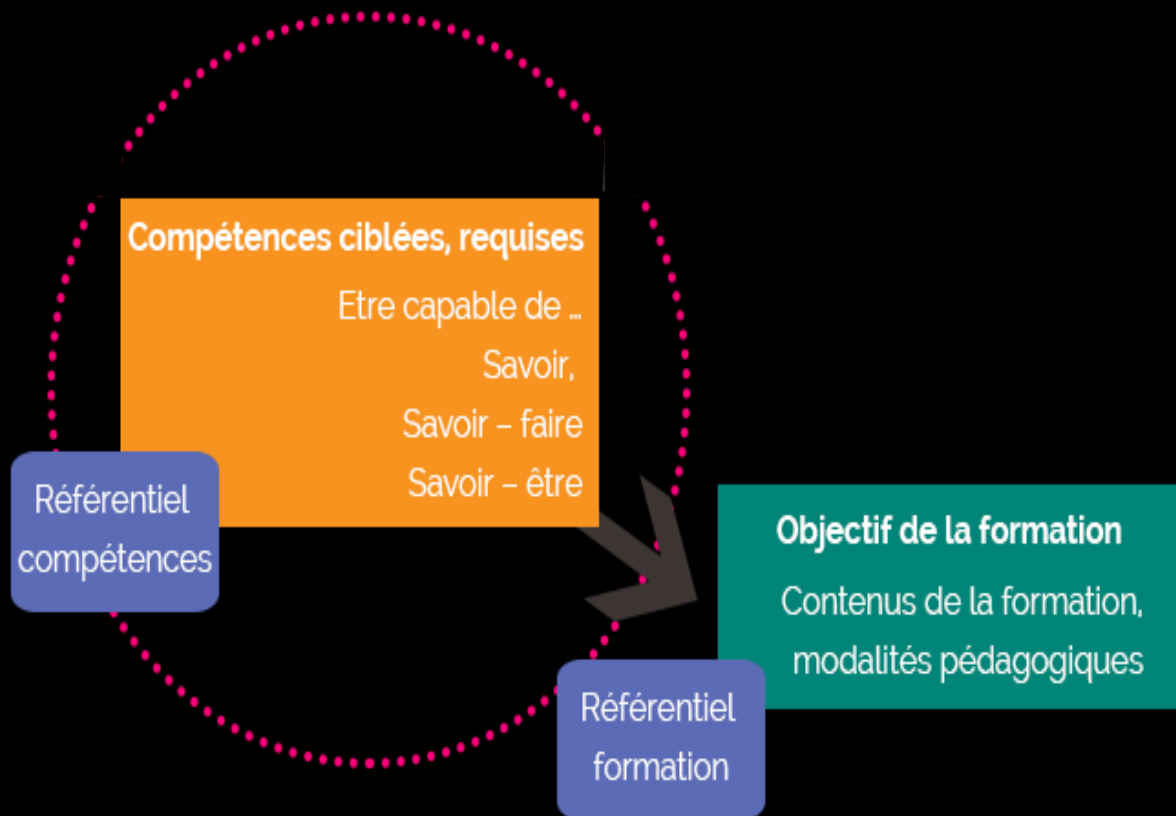 Compétences ciblées, requises
Etre capable de ...
Savoir,
Savoir – faire
Savoir – être
Référentiel
compétences
Objectif de la formation
Contenus de la formation,
modalités pédagogiques
Référentiel
formation